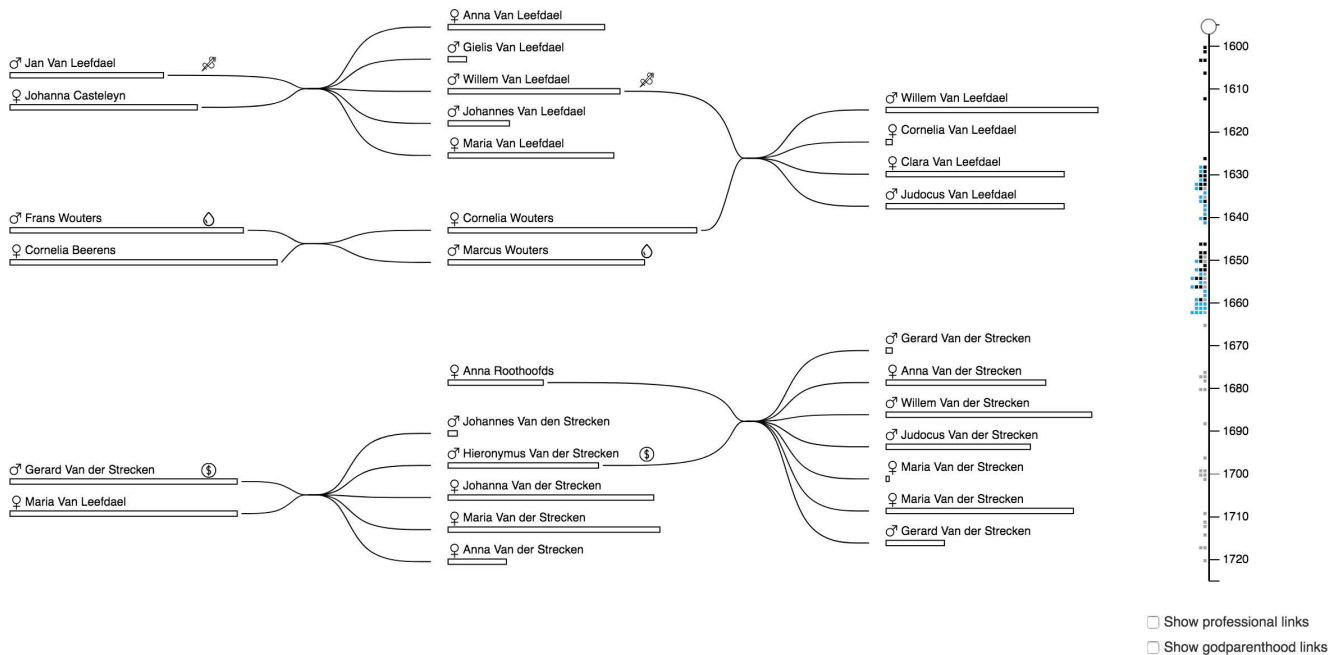 ♂ Jan Van Leefdael
♀ Johanna Casteleyn
♂ Frans Wouters
♀ Cornelia Beerens
♂ Gerard Van der Strecken
$
♀ Maria Van Leefdael
♀ Anna Van Leefdael
♂ Gielis Van Leefdael
♂ Willem Van Leefdael
♂ Johannes Van Leefdael
♀ Maria Van Leefdael
♀ Cornelia Wouters
♂ Marcus Wouters
♀ Anna Roothoofds
♂ Johannes Van den Strecken
♂ Hieronymus Van der Strecken
$
♀ Johanna Van der Strecken
♀ Maria Van der Strecken
♀ Anna Van der Strecken
♂ Willem Van Leefdael
♀ Cornelia Van Leefdael
♀ Clara Van Leefdael
♂ Judocus Van Leefdael
♂ Gerard Van der Strecken
♀ Anna Van der Strecken
♂ Willem Van der Strecken
♂ Judocus Van der Strecken
♀ Maria Van der Strecken
♀ Maria Van der Strecken
♂ Gerard Van der Strecken
1600
1610
1620
1630
1640
1650
1660
1670
1680
1690
1700
1710
1720
Show professional links
Show godparenthood links